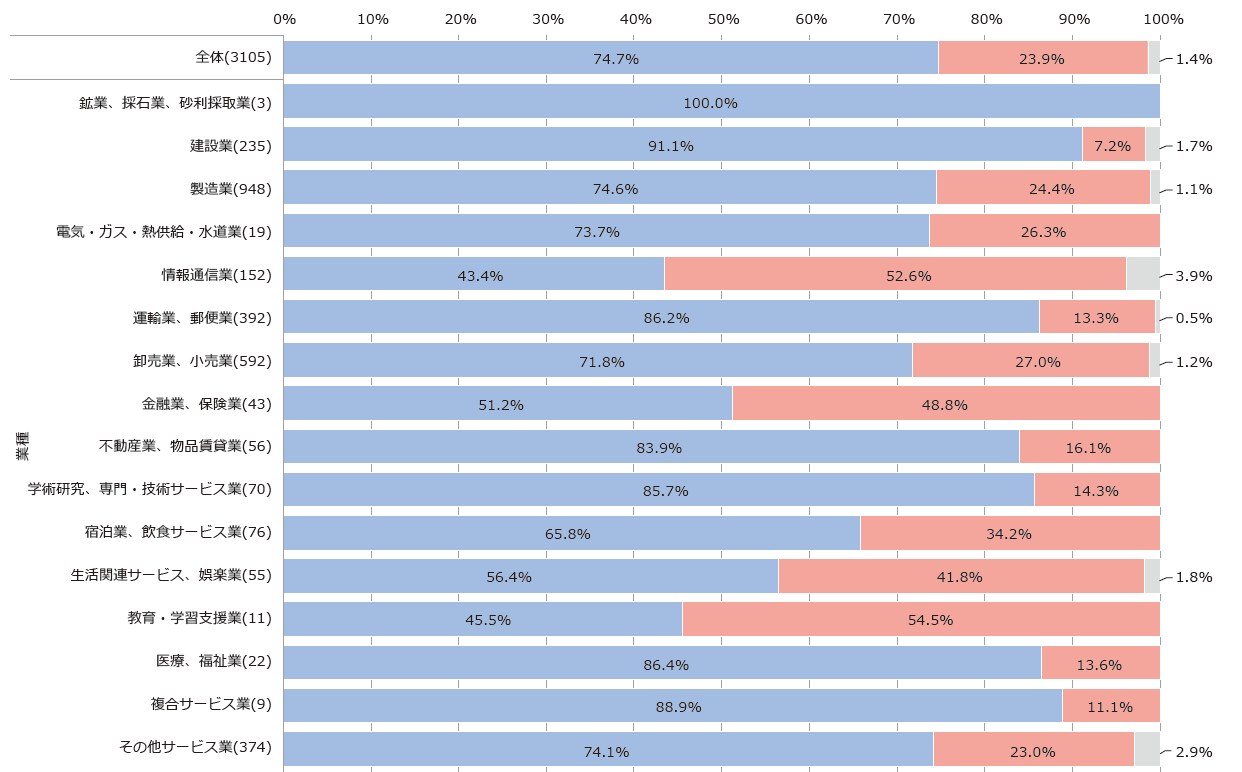 0% 10% 20% 30% 40% 50% 60% 70% 80% 90% 100%
全体(3105) 74.7% 23.9% 1.4%
鉱業、採石業、砂利採取業(3) 100.0%
建設業(235) 91.1% 7.2% 1.7%
製造業(948) 74.6% 24.4% 1.1%
電気・ガス・熱供給・水道業(19) 73.7% 26.3%
情報通信業(152) 43.4% 52.6% 3.9%
運輸業、郵便業(392) 86.2% 13.3% 0.5%
卸売業、小売業(592) 71.8% 27.0% 1.2%
金融業、保険業(43) 51.2% 48.8%
業種
不動産業、物品賃貸業(56) 83.9% 16.1%
学術研究、専門・技術サービス業(70) 85.7% 14.3%
宿泊業、飲食サービス業(76) 65.8% 34.2%
生活関連サービス、娯楽業(55) 56.4% 41.8% 1.8%
教育・学習支援業(11) 45.5% 54.5%
医療、福祉業(22) 86.4% 13.6%
複合サービス業(9) 88.9% 11.1%
その他サービス業(374) 74.1% 23.0% 2.9%